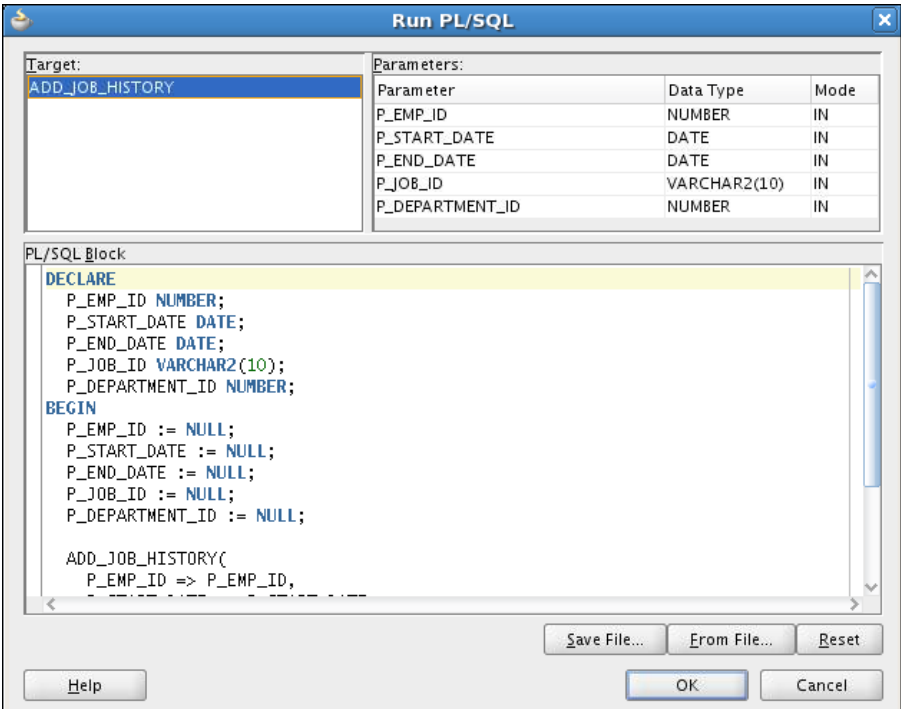 Run PL/SQL
Target:
ADD_JOB_HISTORY
Parameters:
Parameter Data Type Mode
P_EMP_ID NUMBER IN
P_START_DATE DATE IN
P_END_DATE DATE IN
P_JOB_ID VARCHAR2(10) IN
P_DEPARTMENT_ID NUMBER IN
PL/SQL Block
DECLARE
P_EMP_ID NUMBER;
P_START_DATE DATE;
P_END_DATE DATE;
P_JOB_ID VARCHAR2(10);
P_DEPARTMENT_ID NUMBER;
BEGIN
P_EMP_ID := NULL;
P_START_DATE := NULL;
P_END_DATE := NULL;
P_JOB_ID := NULL;
P_DEPARTMENT_ID := NULL;
ADD_JOB_HISTORY(
P_EMP_ID => P_EMP_ID,
Save File... From File... Reset
Help OK Cancel